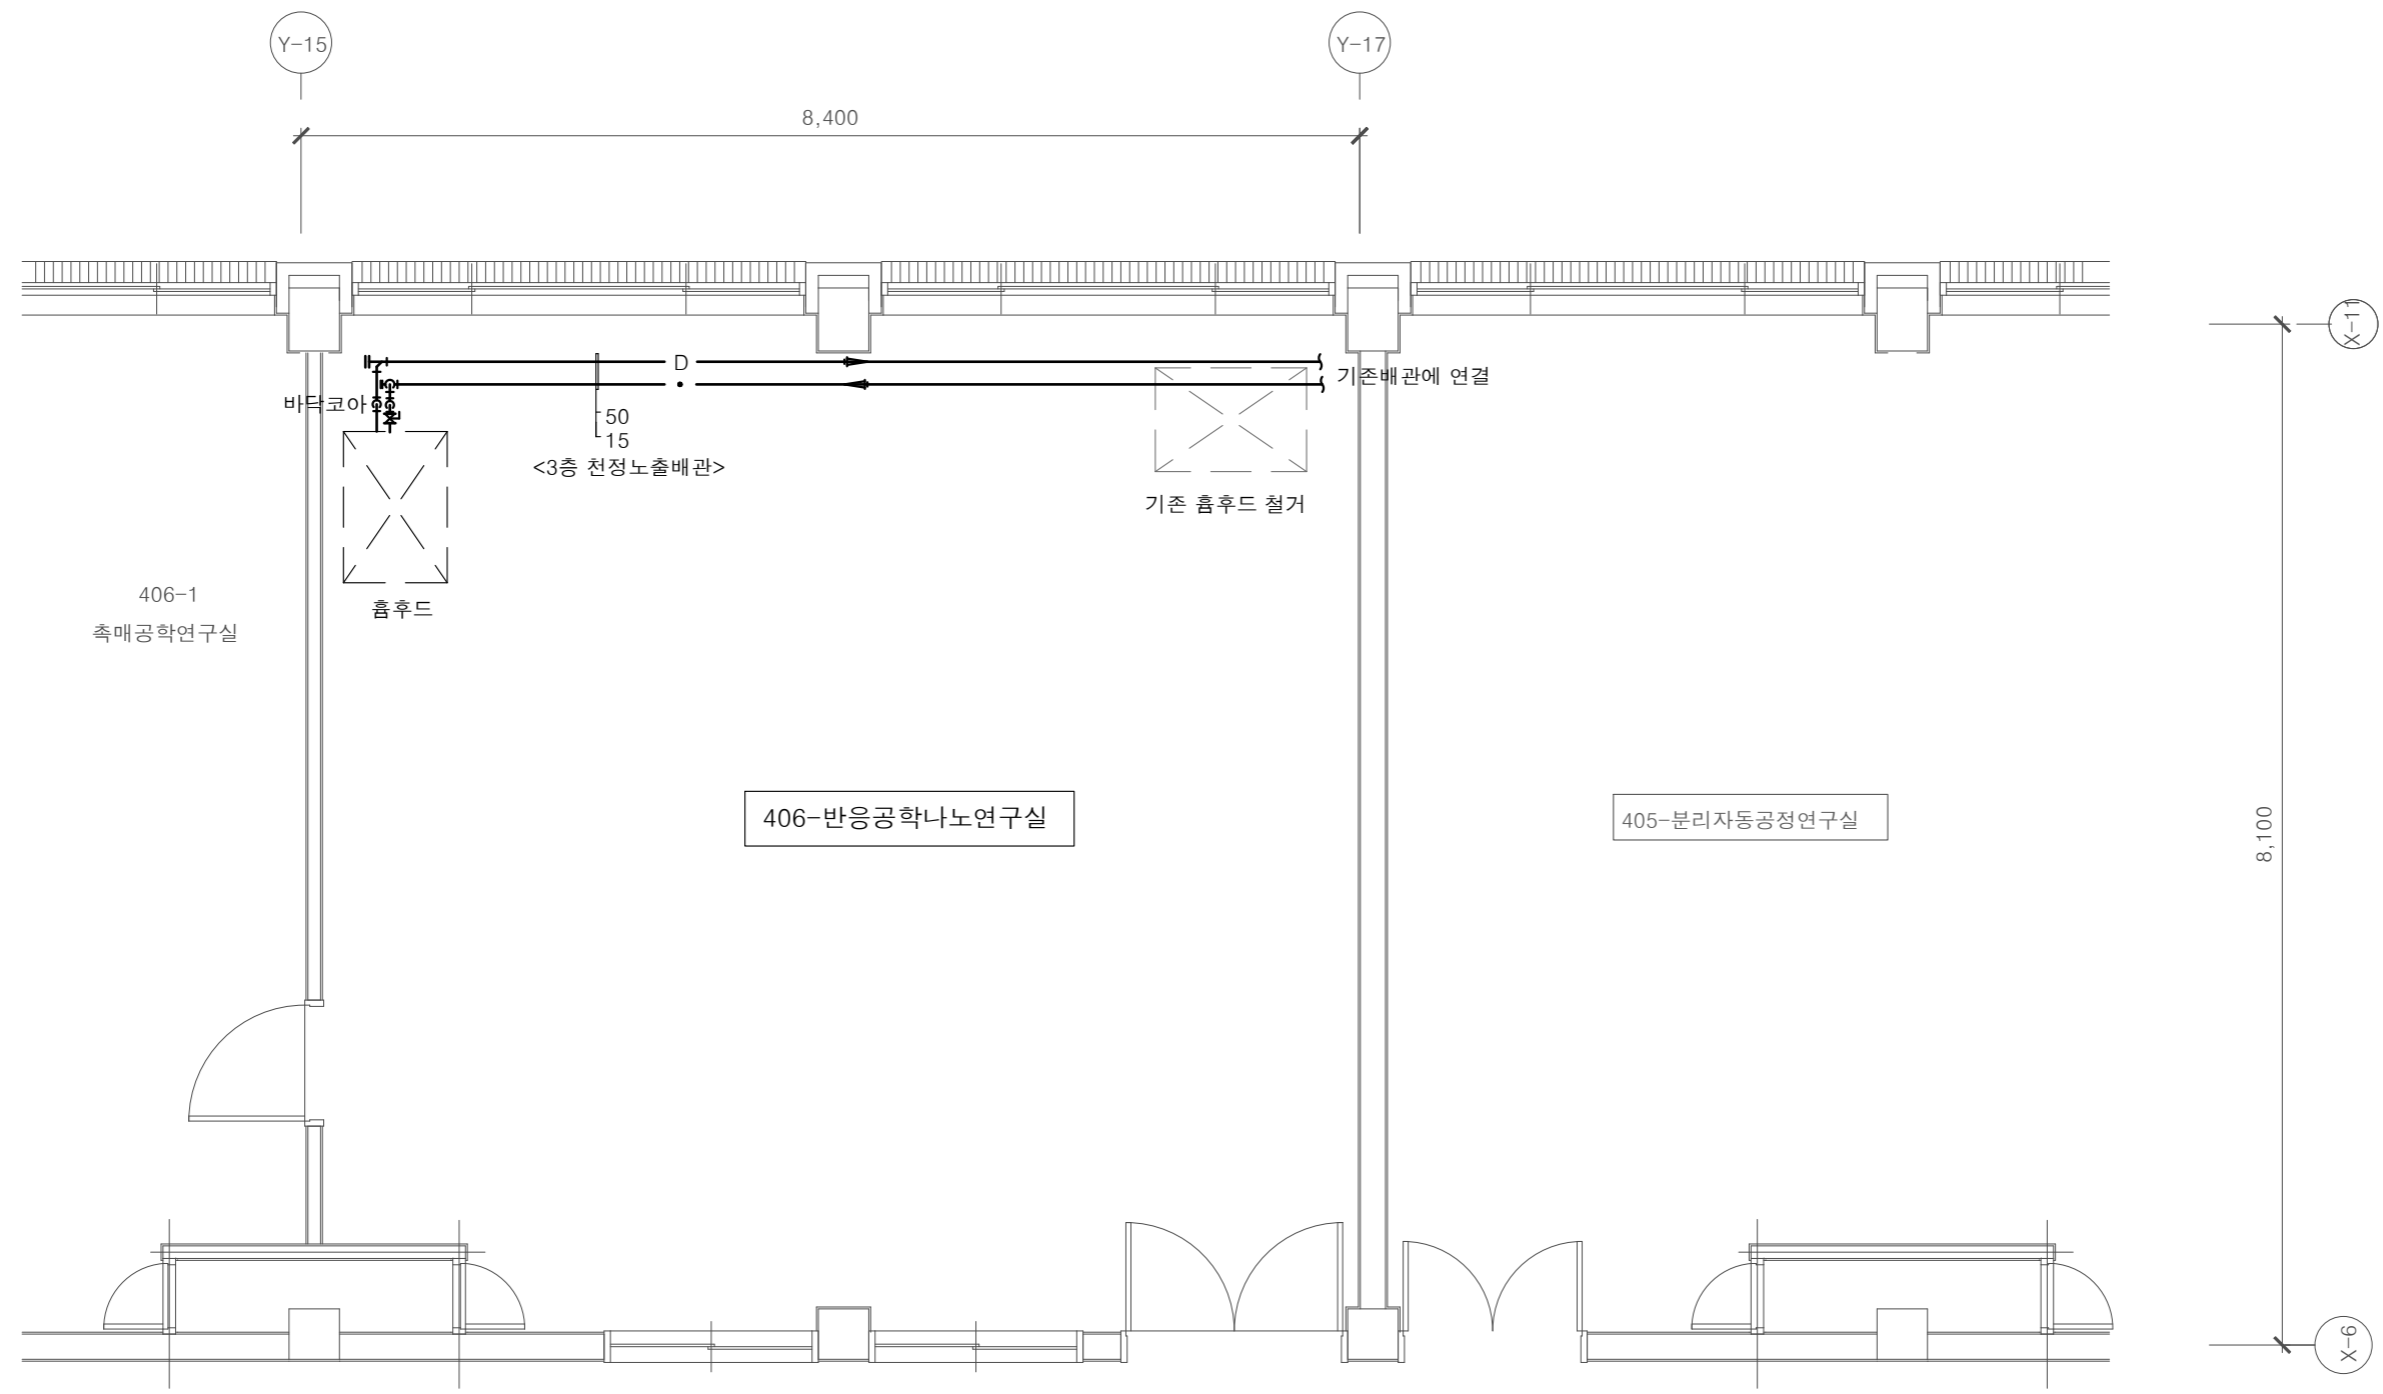 Y-15
Y-17
8,400
X-11
D
기존배관에 연결
바닥코아
50
15
<3층 천정노출배관>
기존 흄후드 철거
406-1
촉매공학연구실
흄후드
406-반응공학나노연구실
405-분리자동공정연구실
8,100
X-6